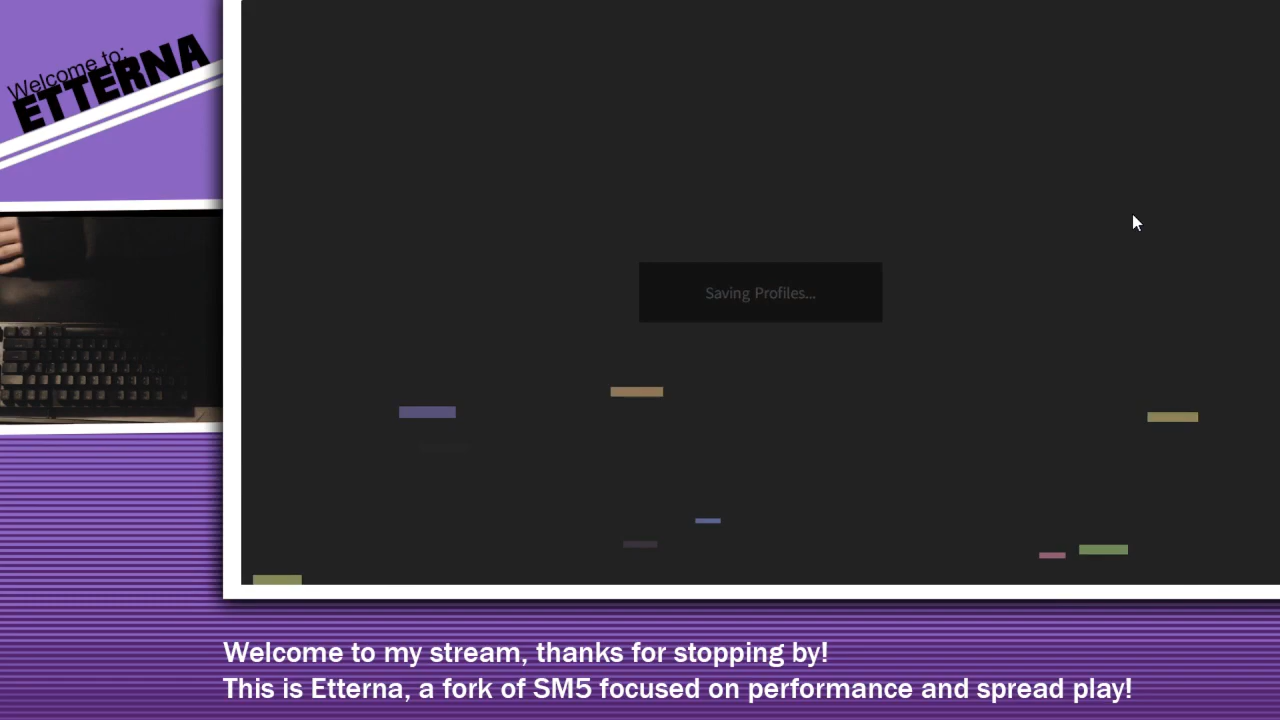 Welcome to:
ETTERNA
Saving Profiles...
Welcome to my stream, thanks for stopping by!
This is Etterna, a fork of SM5 focused on performance and spread play!